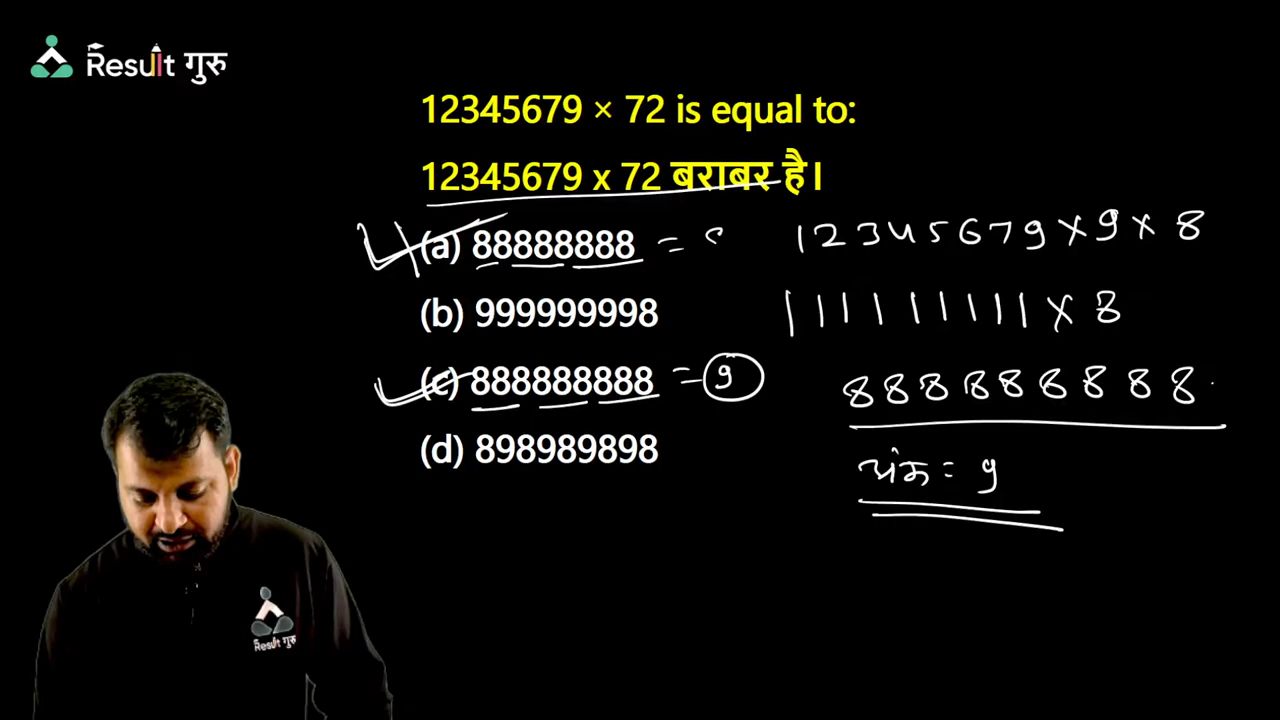 Result गुरु
12345679 × 72 is equal to:
12345679 x 72 बराबर है।
(a) 88888888 =
(b) 999999998
(c) 888888888 = 9
(d) 898989898
12345679 × 9 × 8
111111111 × 8
888888888
अंक = 9
Result गुरु